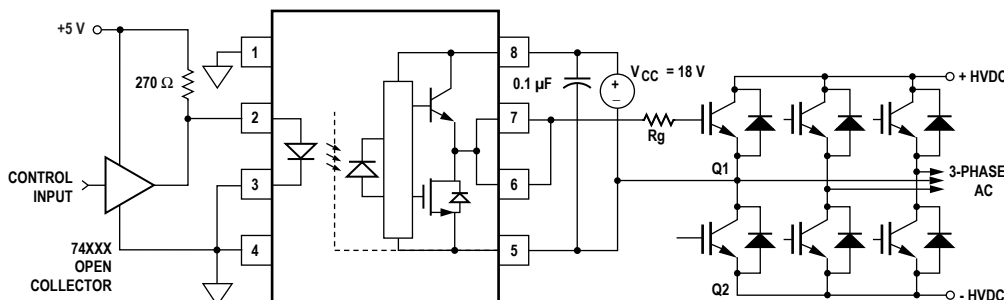 +5 V
270 Ω
CONTROL
INPUT
74XXX
OPEN
COLLECTOR
1
2
3
4
8
7
6
5
0.1 µF
VCC = 18 V
+
–
Rg
Q1
Q2
+ HVDC
3-PHASE
AC
- HVDC